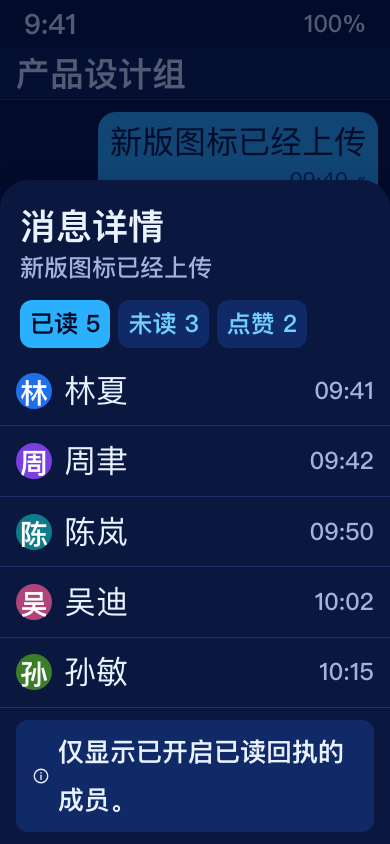 9:41 100%
产品设计组
新版图标已经上传
09:40
消息详情
新版图标已经上传
已读 5 未读 3 点赞 2
林 林夏 09:41
周 周聿 09:42
陈 陈岚 09:50
吴 吴迪 10:02
孙 孙敏 10:15
仅显示已开启已读回执的
成员。